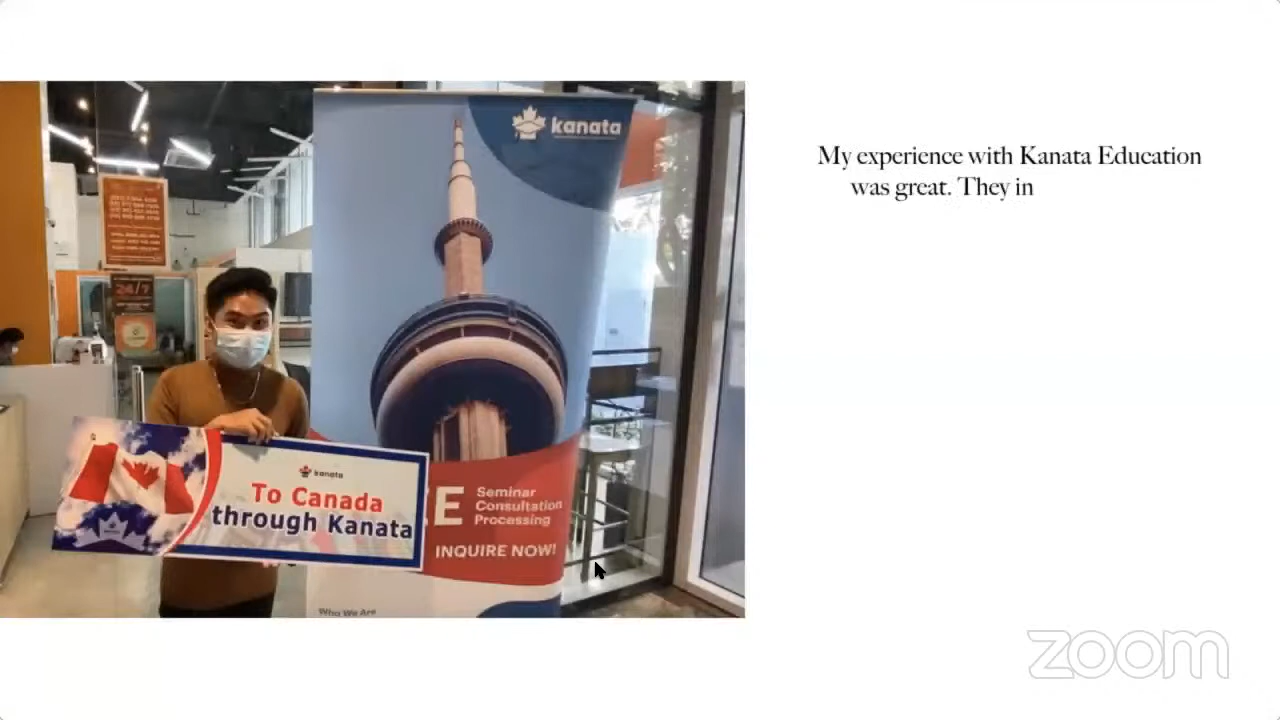 kanata
My experience with Kanata Education
was great. They in
24/7
kanata
To Canada
through Kanata
E
Seminar
Consultation
Processing
INQUIRE NOW!
Who We Are
zoom